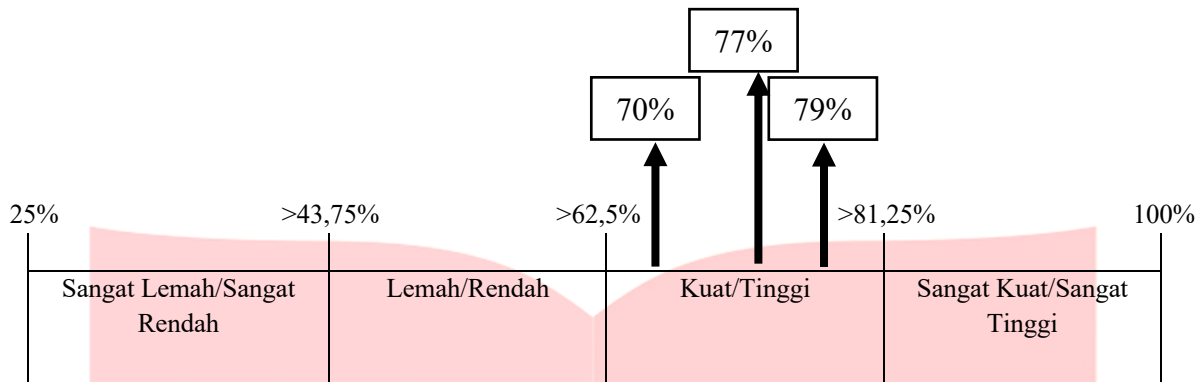 77%
70%
79%
25%
>43,75%
>62,5%
>81,25%
100%
Sangat Lemah/Sangat
Rendah
Lemah/Rendah
Kuat/Tinggi
Sangat Kuat/Sangat
Tinggi